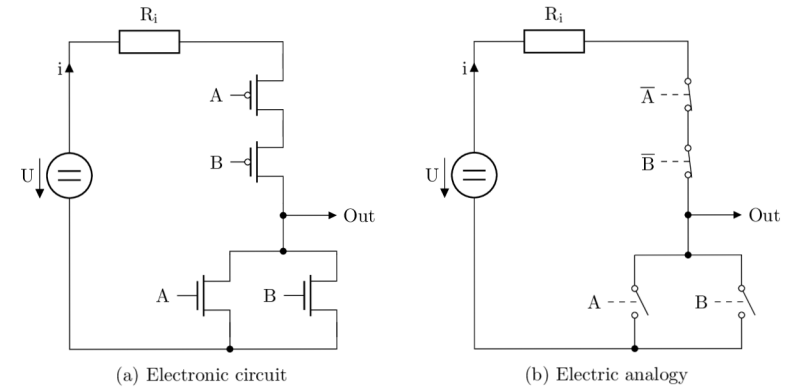 Rᵢ
i
A
B
U
Out
A
B
(a) Electronic circuit
Rᵢ
i
A̅
B̅
U
Out
A
B
(b) Electric analogy